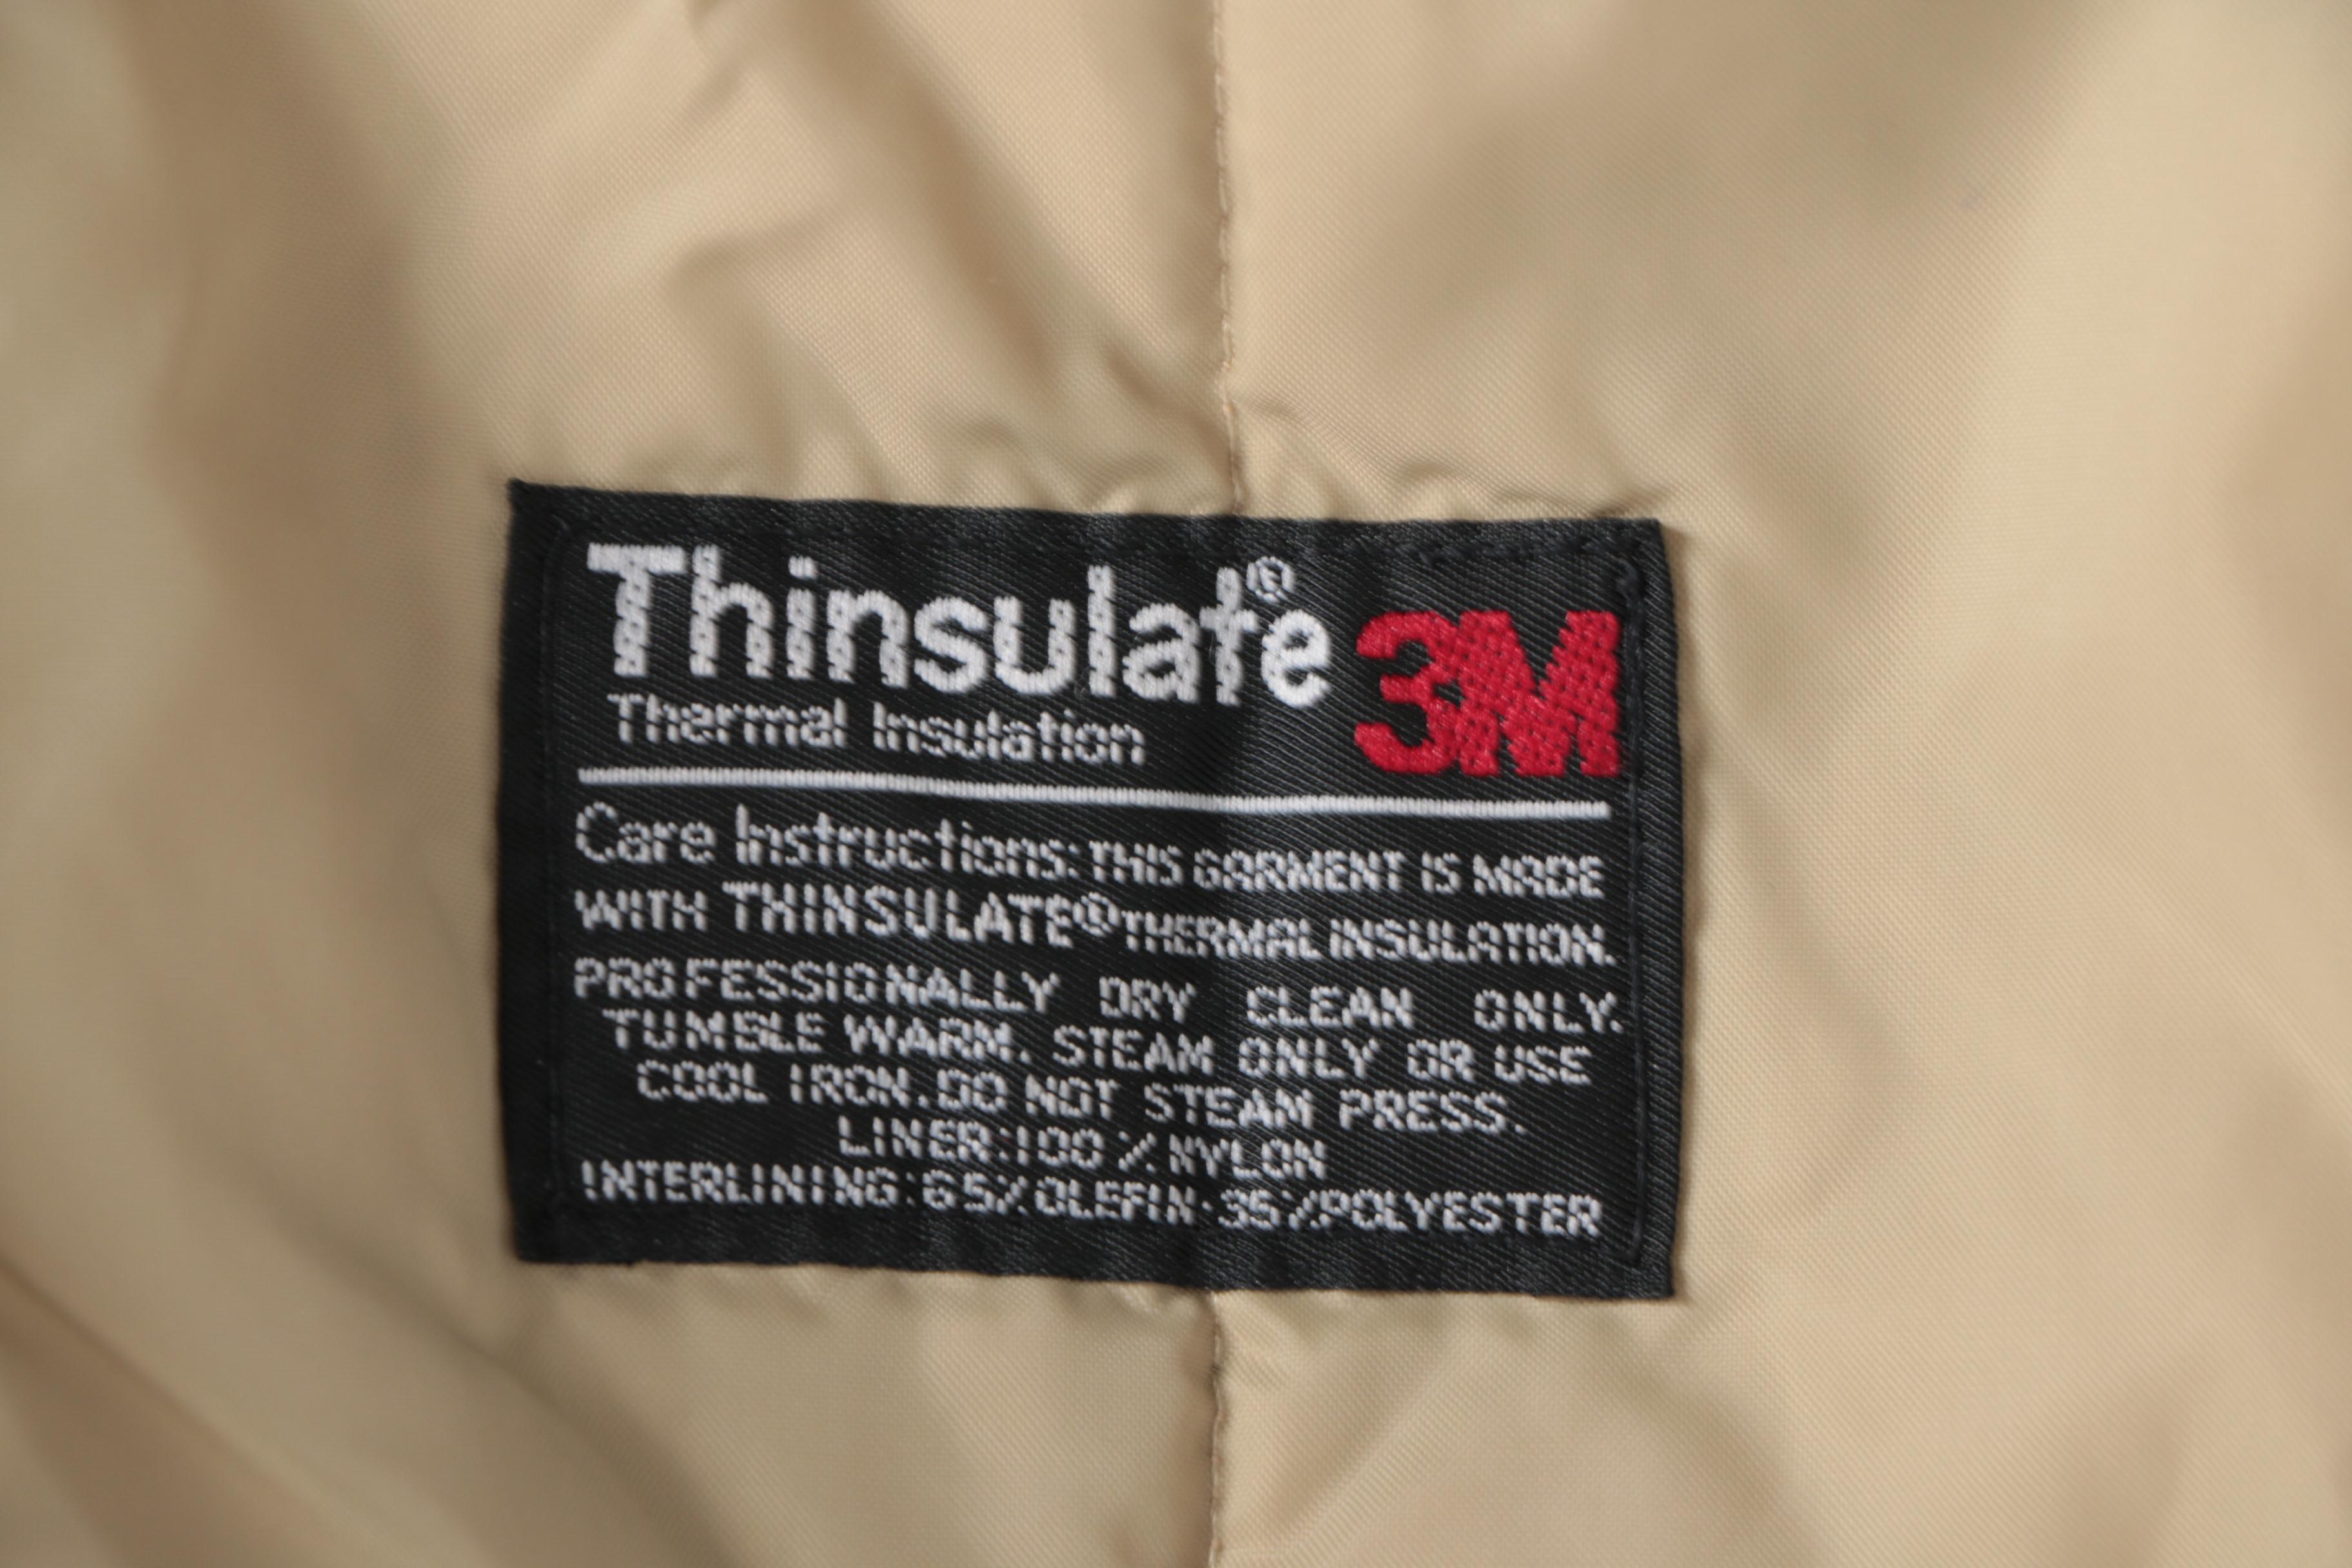 Thinsulate® 3M
Thermal Insulation
Care Instructions: THIS GARMENT IS MADE
WITH THINSULATE® THERMAL INSULATION.
PROFESSIONALLY DRY CLEAN ONLY.
TUMBLE WARM. STEAM ONLY OR USE
COOL IRON. DO NOT STEAM PRESS.
LINER:100% NYLON
INTERLINING:65% OLEFIN·35% POLYESTER